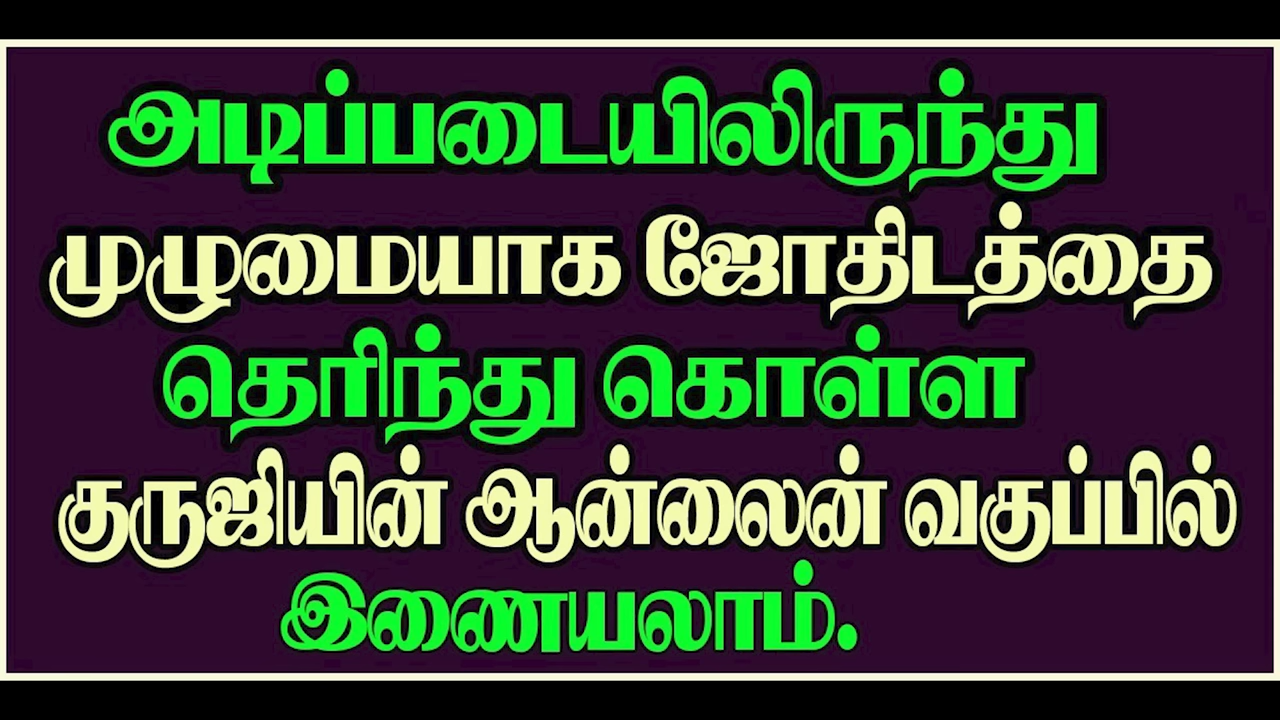 அடிப்படையிலிருந்து
முழுமையாக ஜோதிடத்தை
தெரிந்து கொள்ள
குருஜியின் ஆன்லைன் வகுப்பில்
இணையலாம்.